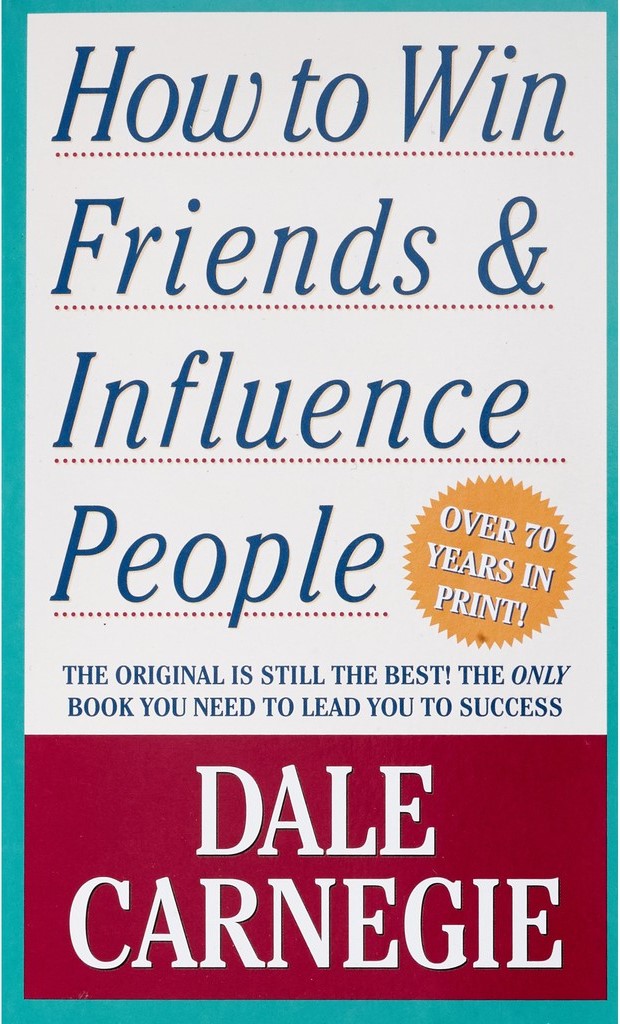 How to Win
Friends &
Influence
People
OVER 70
YEARS IN
PRINT!
THE ORIGINAL IS STILL THE BEST! THE ONLY
BOOK YOU NEED TO LEAD YOU TO SUCCESS
DALE
CARNEGIE